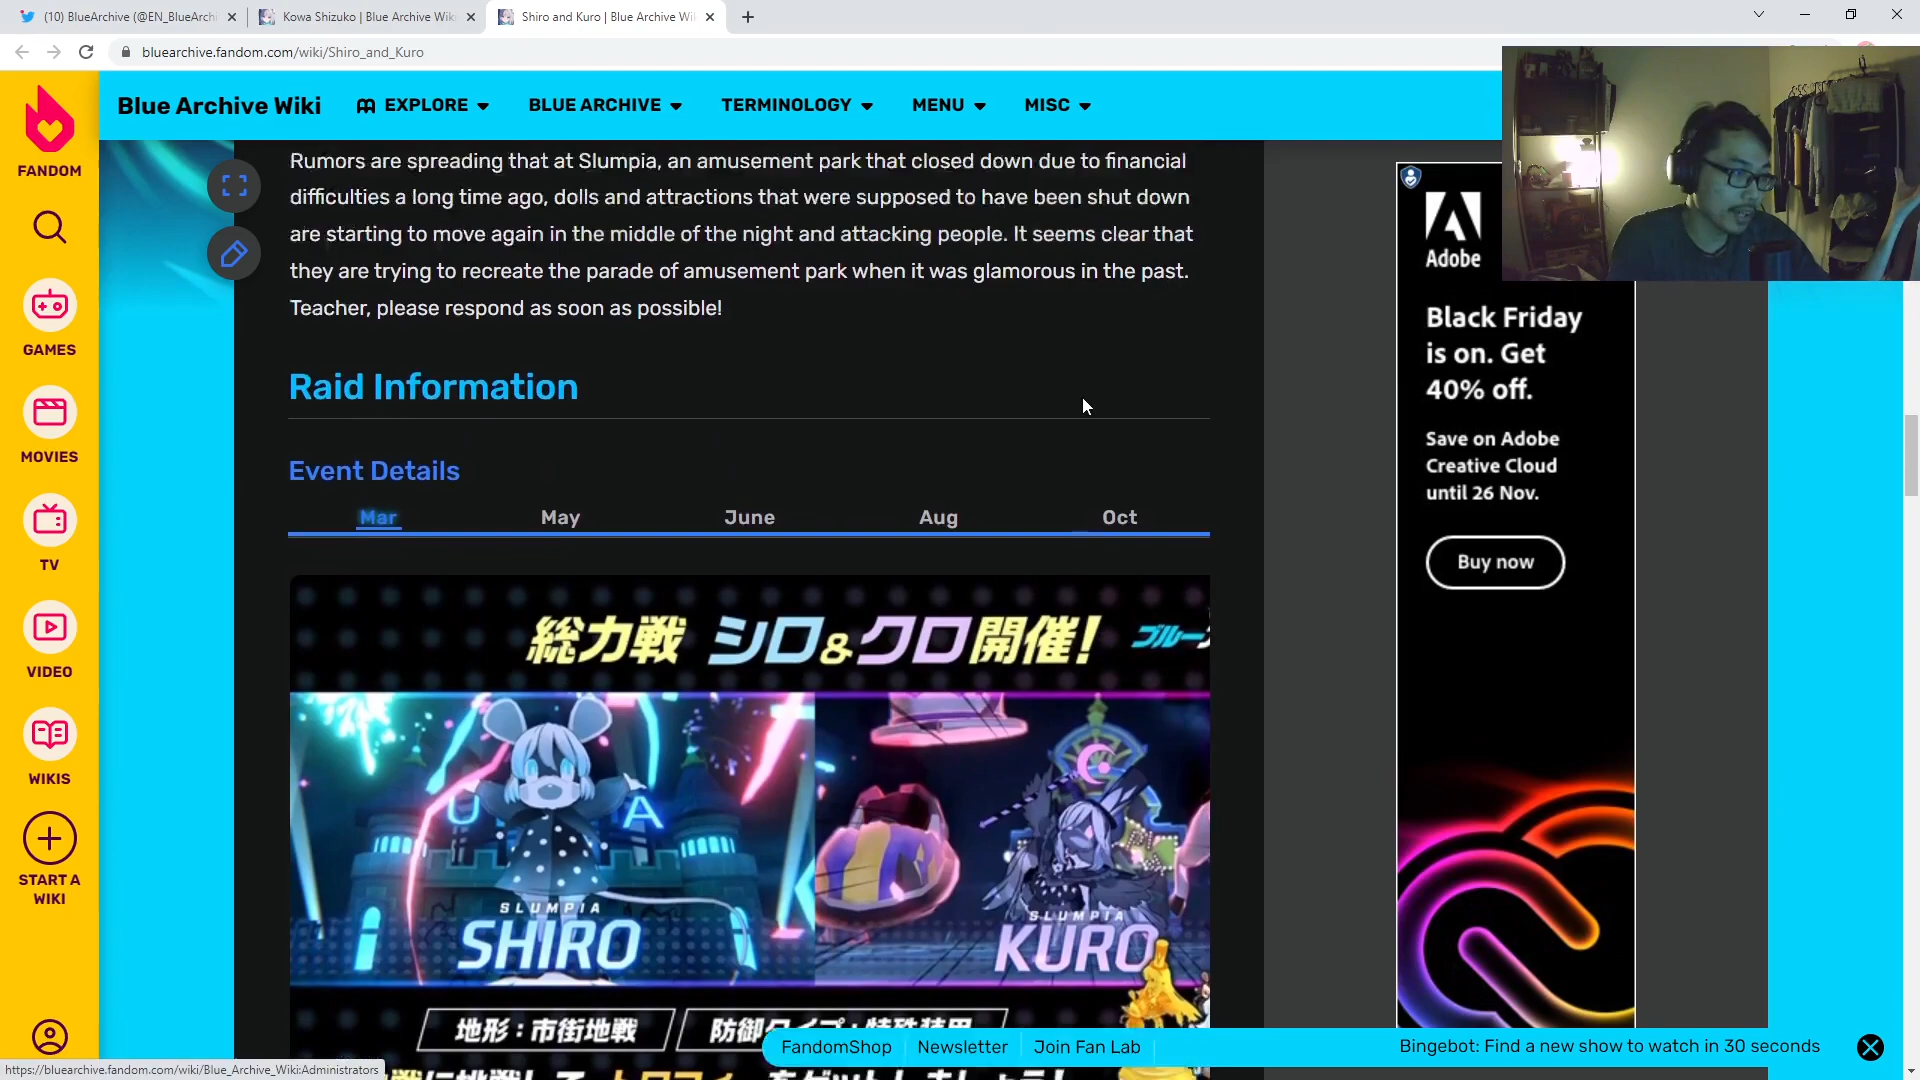 (10) BlueArchive (@EN_BlueArchi
Kowa Shizuko | Blue Archive Wiki
Shiro and Kuro | Blue Archive Wi
bluearchive.fandom.com/wiki/Shiro_and_Kuro
FANDOM
GAMES
MOVIES
TV
VIDEO
WIKIS
START A
WIKI
Blue Archive Wiki
EXPLORE
BLUE ARCHIVE
TERMINOLOGY
MENU
MISC
Rumors are spreading that at Slumpia, an amusement park that closed down due to financial
difficulties a long time ago, dolls and attractions that were supposed to have been shut down
are starting to move again in the middle of the night and attacking people. It seems clear that
they are trying to recreate the parade of amusement park when it was glamorous in the past.
Teacher, please respond as soon as possible!
Raid Information
Event Details
Mar
May
June
Aug
Oct
総力戦 シロ&クロ開催!
ブルー
U
A
SLUMPIA
SHIRO
SLUMPIA
KURO
地形:市街地戦
Adobe
Black Friday
is on. Get
40% off.
Save on Adobe
Creative Cloud
until 26 Nov.
Buy now
FandomShop
Newsletter
Join Fan Lab
Bingebot: Find a new show to watch in 30 seconds
https://bluearchive.fandom.com/wiki/Blue_Archive_Wiki:Administrators